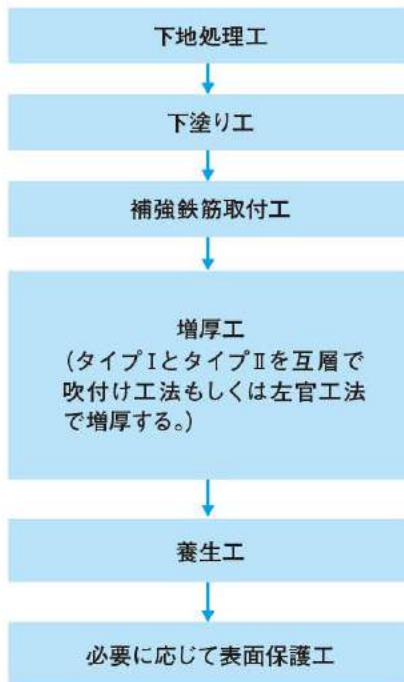 下地処理工
下塗り工
補強鉄筋取付工
増厚工
(タイプⅠとタイプⅡを互層で
吹付け工法もしくは左官工法
で増厚する。)
養生工
必要に応じて表面保護工